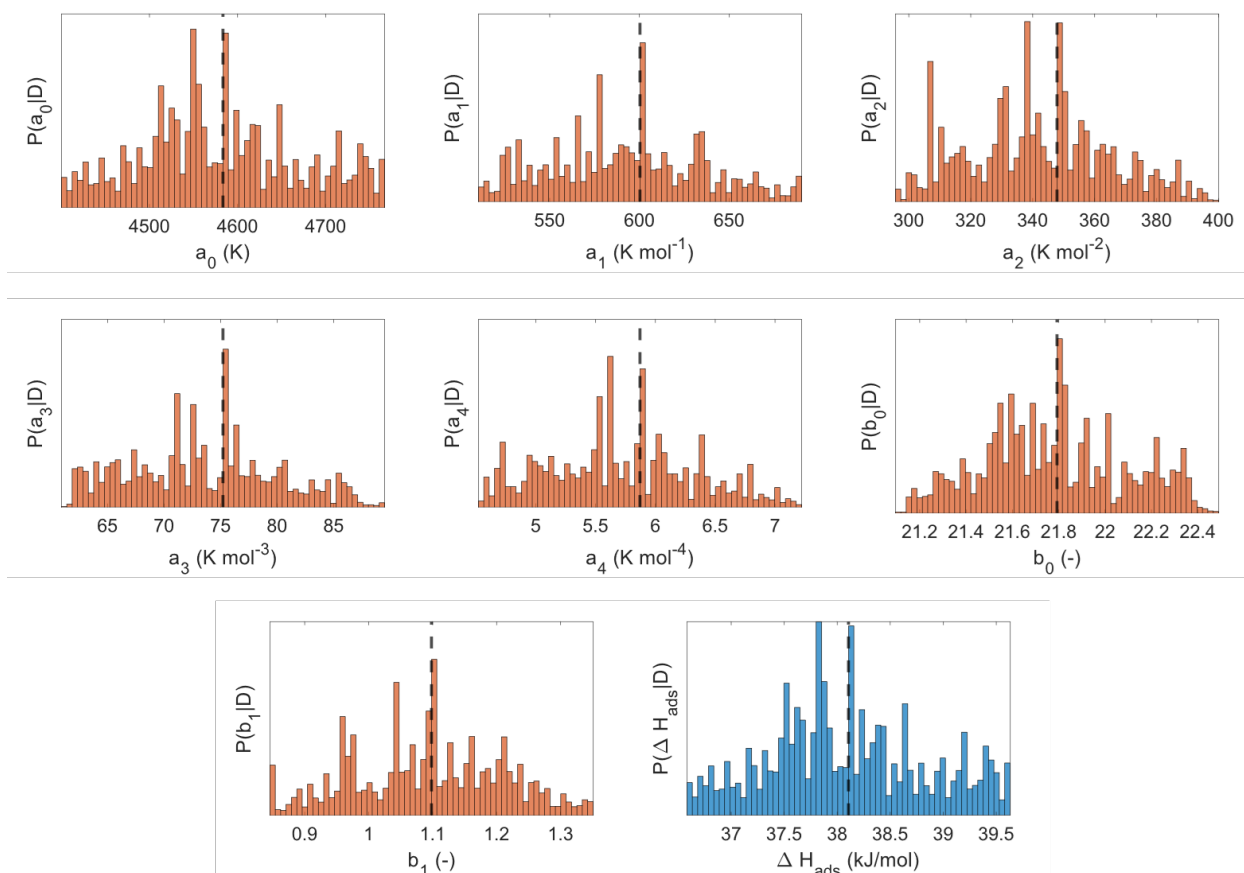 P(a₀|D)
4500 4600 4700
a₀ (K)
P(a₁|D)
550 600 650
a₁ (K mol⁻¹)
P(a₂|D)
300 320 340 360 380 400
a₂ (K mol⁻²)
P(a₃|D)
65 70 75 80 85
a₃ (K mol⁻³)
P(a₄|D)
5 5.5 6 6.5 7
a₄ (K mol⁻⁴)
P(b₀|D)
21.2 21.4 21.6 21.8 22 22.2 22.4
b₀ (-)
P(b₁|D)
0.9 1 1.1 1.2 1.3
b₁ (-)
P(Δ H_ads|D)
37 37.5 38 38.5 39 39.5
Δ H_ads (kJ/mol)